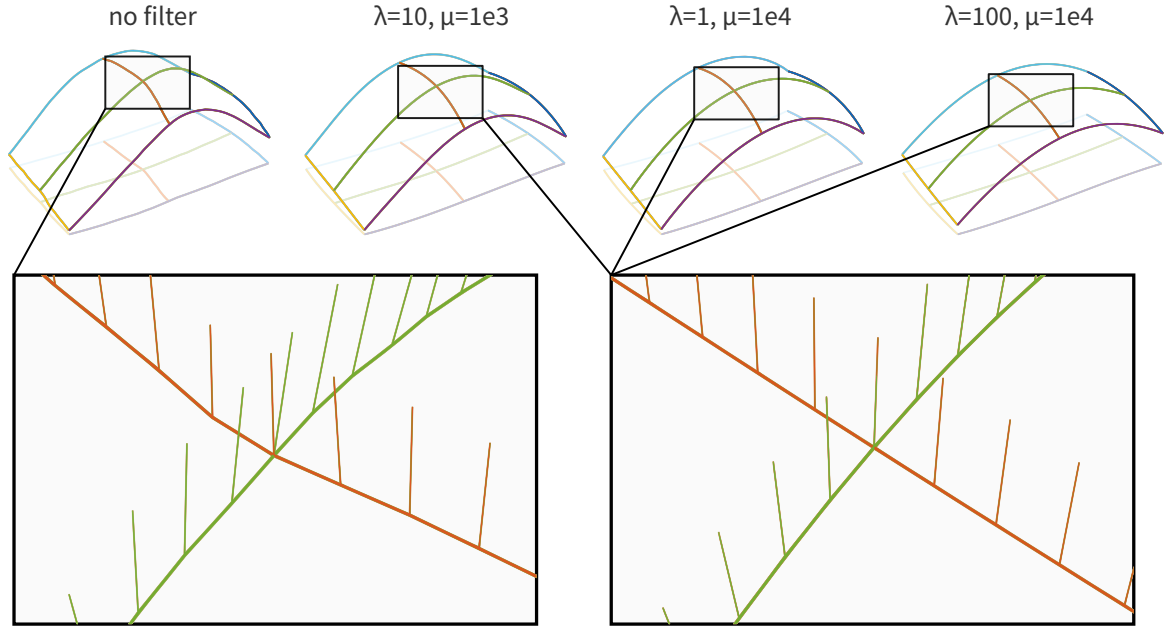 no filter
λ=10, μ=1e3
λ=1, μ=1e4
λ=100, μ=1e4